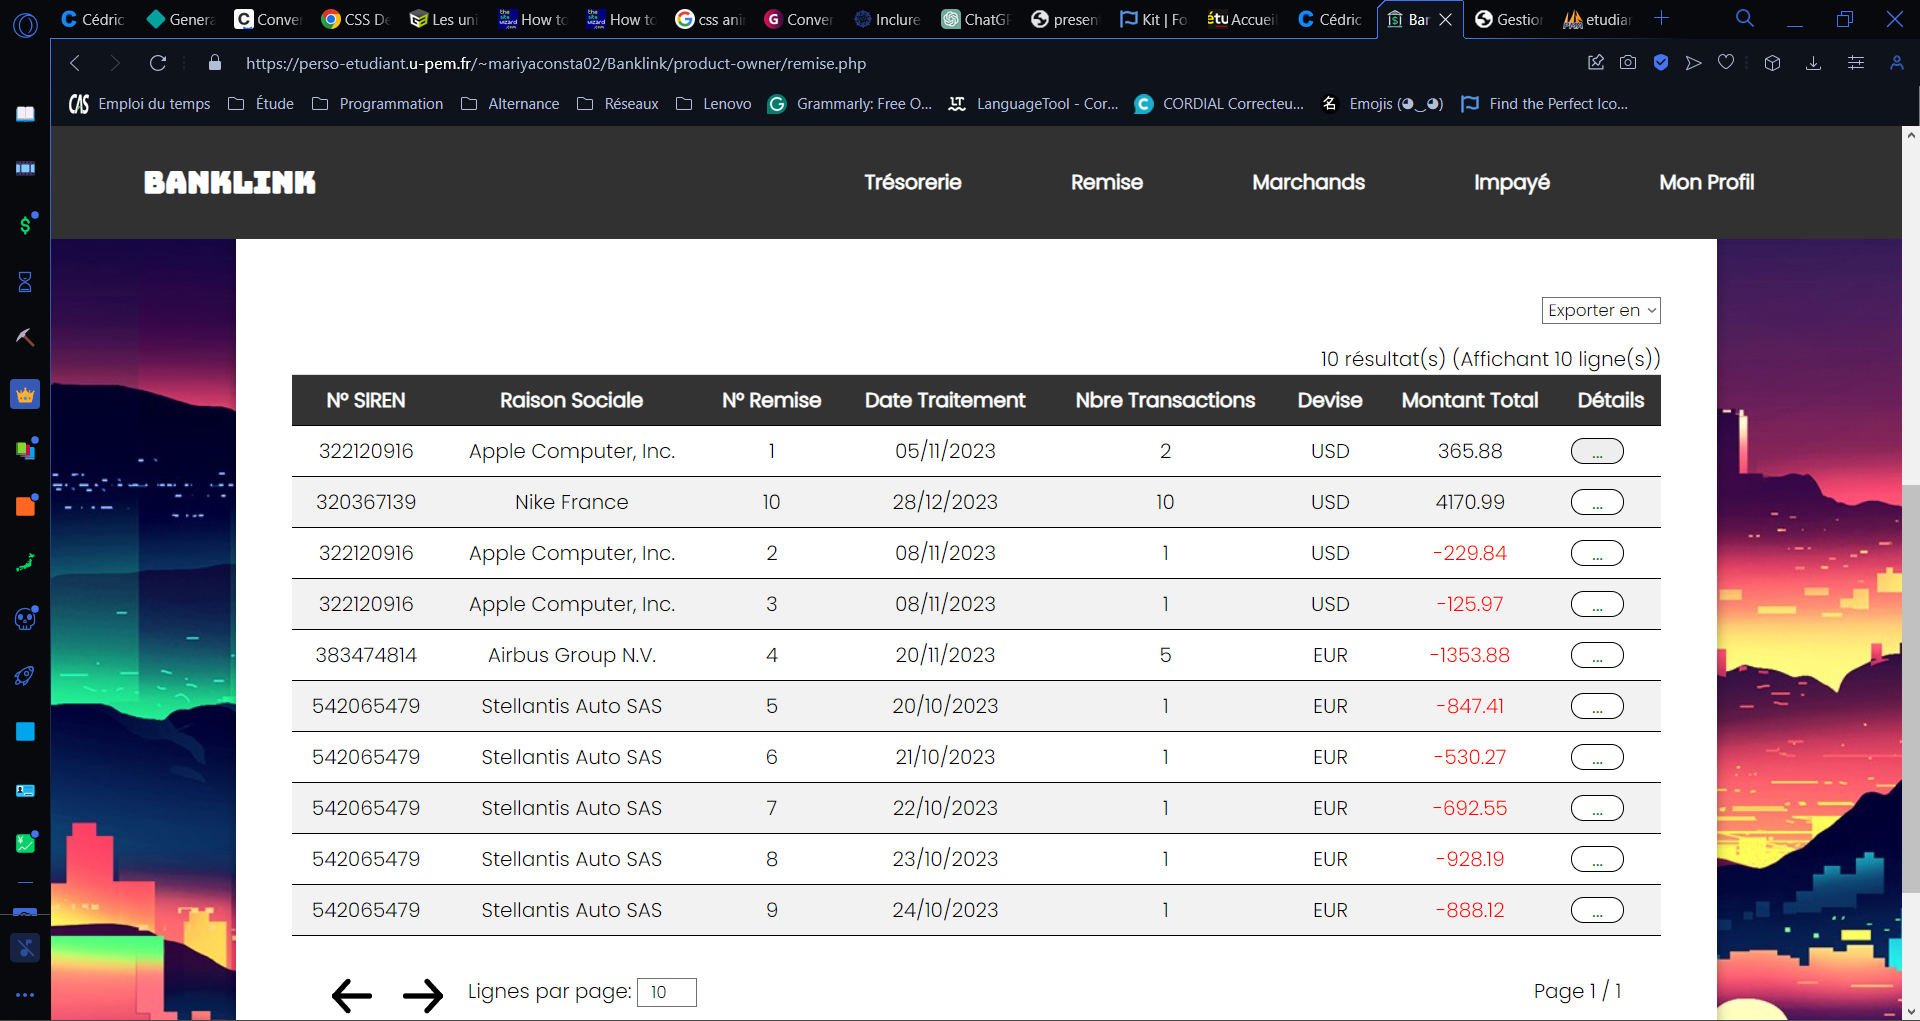 Cédric
Genera
Conver
CSS De
Les uni
How to
How to
css ani
Conver
Inclure
ChatGP
presen
Kit | Fo
Accueil
Cédric
Bar
Gestion
etudiar
https://perso-etudiant.u-pem.fr/~mariyaconsta02/Banklink/product-owner/remise.php
CAS Emploi du temps Étude Programmation Alternance Réseaux Lenovo Grammarly: Free O... LanguageTool - Cor... CORDIAL Correcteu... Emojis (◕‿◕) Find the Perfect Ico...
BANKLINK Trésorerie Remise Marchands Impayé Mon Profil
Exporter en
10 résultat(s) (Affichant 10 ligne(s))
N° SIREN Raison Sociale N° Remise Date Traitement Nbre Transactions Devise Montant Total Détails
322120916 Apple Computer, Inc. 1 05/11/2023 2 USD 365.88 ...
320367139 Nike France 10 28/12/2023 10 USD 4170.99 ...
322120916 Apple Computer, Inc. 2 08/11/2023 1 USD -229.84 ...
322120916 Apple Computer, Inc. 3 08/11/2023 1 USD -125.97 ...
383474814 Airbus Group N.V. 4 20/11/2023 5 EUR -1353.88 ...
542065479 Stellantis Auto SAS 5 20/10/2023 1 EUR -847.41 ...
542065479 Stellantis Auto SAS 6 21/10/2023 1 EUR -530.27 ...
542065479 Stellantis Auto SAS 7 22/10/2023 1 EUR -692.55 ...
542065479 Stellantis Auto SAS 8 23/10/2023 1 EUR -928.19 ...
542065479 Stellantis Auto SAS 9 24/10/2023 1 EUR -888.12 ...
Lignes par page: 10 Page 1 / 1